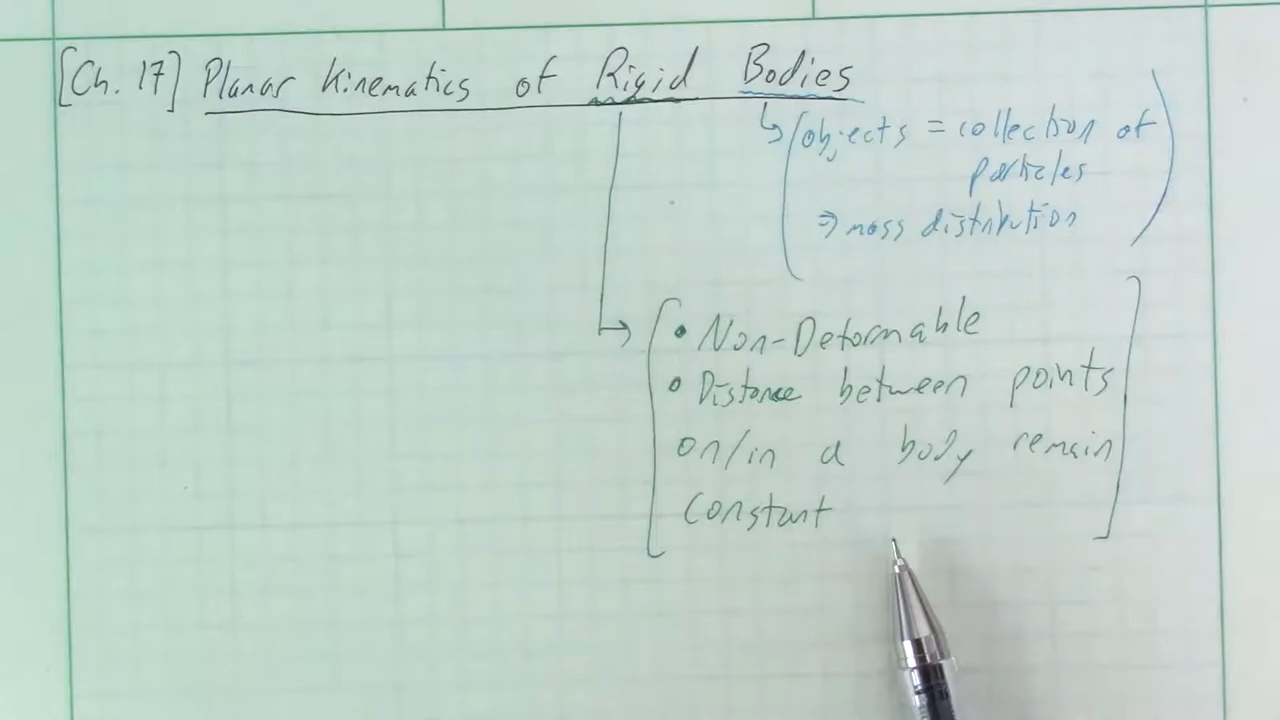 [Ch. 17] Planar Kinematics of Rigid Bodies
↳ (objects = collection of
particles
⇒ mass distribution)
→ [• Non-Deformable
• Distance between points
on/in a body remain
constant]